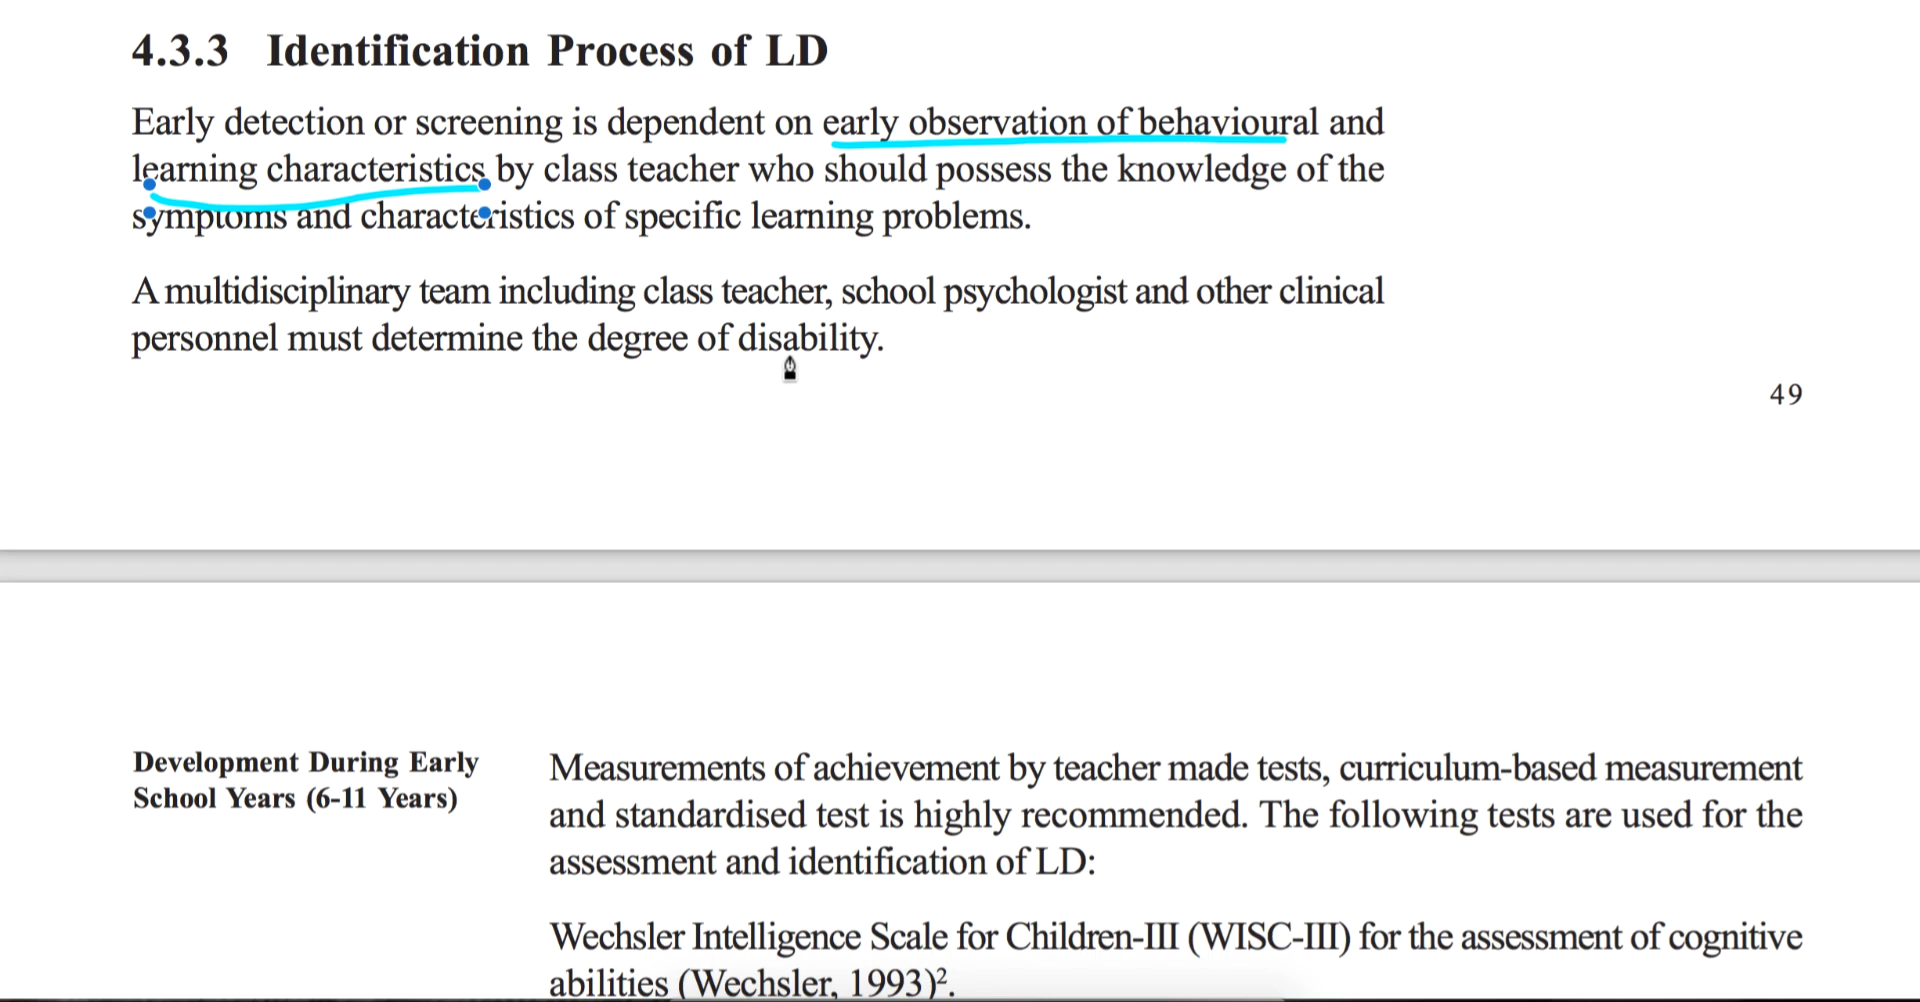 4.3.3 Identification Process of LD
Early detection or screening is dependent on early observation of behavioural and
learning characteristics by class teacher who should possess the knowledge of the
symptoms and characteristics of specific learning problems.
A multidisciplinary team including class teacher, school psychologist and other clinical
personnel must determine the degree of disability.
49
Development During Early
School Years (6-11 Years)
Measurements of achievement by teacher made tests, curriculum-based measurement
and standardised test is highly recommended. The following tests are used for the
assessment and identification of LD:
Wechsler Intelligence Scale for Children-III (WISC-III) for the assessment of cognitive
abilities (Wechsler, 1993)².